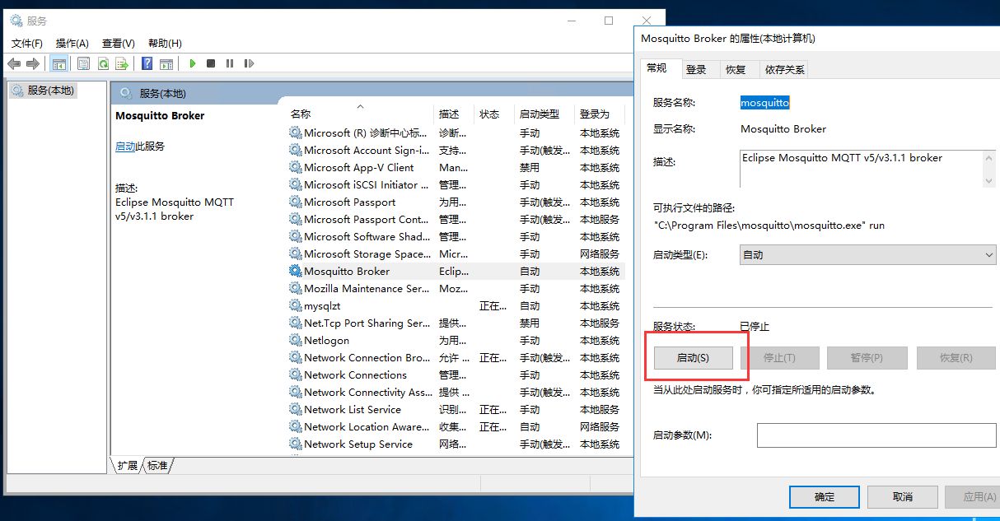 服务
文件(F) 操作(A) 查看(V) 帮助(H)
服务(本地)
服务(本地)
Mosquitto Broker
启动此服务
描述:
Eclipse Mosquitto MQTT
v5/v3.1.1 broker
名称 描述 状态 启动类型 登录为
Microsoft (R) 诊断中心标... 诊断... 手动 本地系统
Microsoft Account Sign-i... 支持... 手动(触发... 本地系统
Microsoft App-V Client Man... 禁用 本地系统
Microsoft iSCSI Initiator ... 管理... 手动 本地系统
Microsoft Passport 为用... 手动(触发... 本地系统
Microsoft Passport Cont... 管理... 手动(触发... 本地服务
Microsoft Software Shad... 管理... 手动 本地系统
Microsoft Storage Space... Micr... 手动 网络服务
Mosquitto Broker Eclip... 自动 本地系统
Mozilla Maintenance Ser... Moz... 手动 本地系统
mysqlzt 正在... 自动 本地系统
Net.Tcp Port Sharing Ser... 提供... 禁用 本地服务
Netlogon 为用... 手动 本地系统
Network Connection Bro... 允许 ... 正在... 手动(触发... 本地系统
Network Connections 管理... 手动 本地系统
Network Connectivity Ass... 提供 ... 手动(触发... 本地系统
Network List Service 识别... 正在... 手动 本地服务
Network Location Aware... 收集... 正在... 自动 网络服务
Network Setup Service 网络... 手动(触发... 本地系统
扩展 标准
Mosquitto Broker 的属性(本地计算机)
常规 登录 恢复 依存关系
服务名称: mosquitto
显示名称: Mosquitto Broker
描述: Eclipse Mosquitto MQTT v5/v3.1.1 broker
可执行文件的路径:
"C:\Program Files\mosquitto\mosquitto.exe" run
启动类型(E): 自动
服务状态: 已停止
启动(S) 停止(T) 暂停(P) 恢复(R)
当从此处启动服务时，你可指定所适用的启动参数。
启动参数(M):
确定 取消 应用(A)